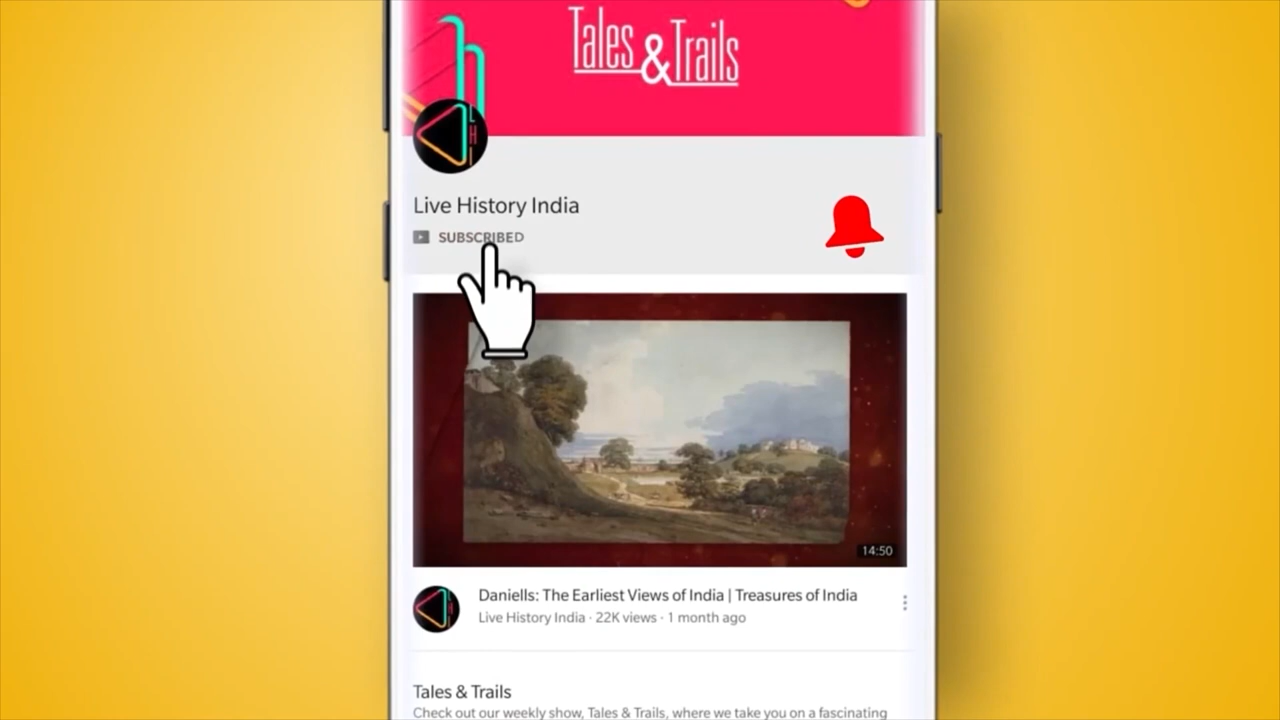 Tales & Trails
Live History India
SUBSCRIBED
14:50
Daniells: The Earliest Views of India | Treasures of India
Live History India · 22K views · 1 month ago
Tales & Trails
Check out our weekly show, Tales & Trails, where we take you on a fascinating